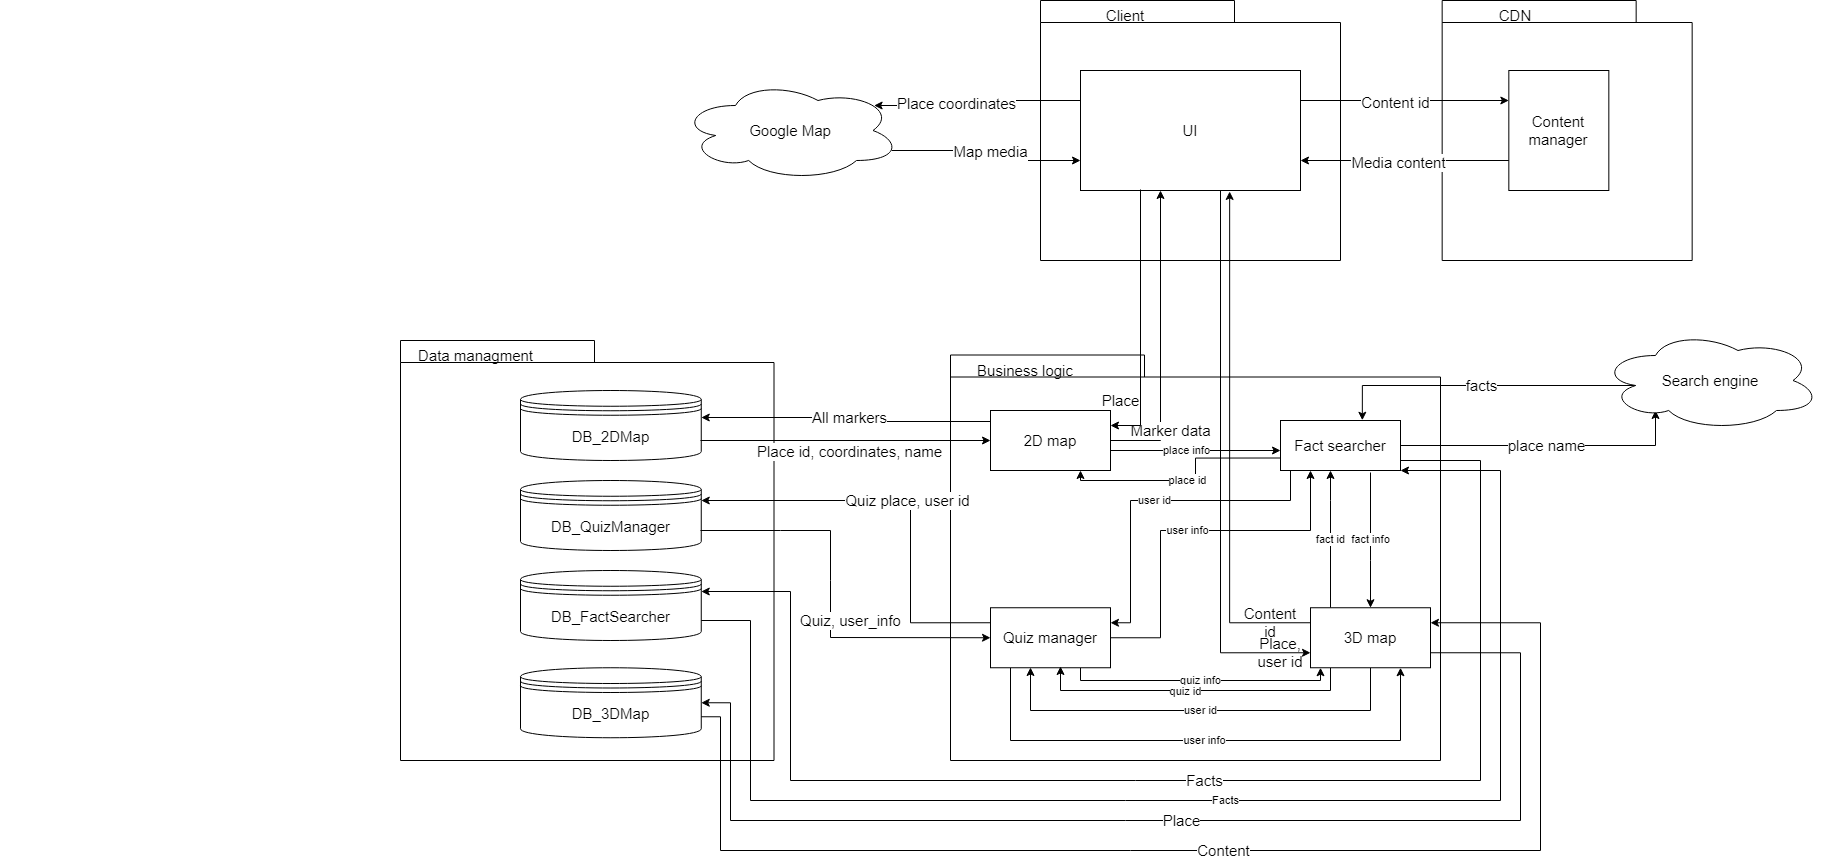 Client
CDN
Place coordinates
Content id
Google Map
UI
Content
manager
Map media
Media content
Data managment
Business logic
facts
Search engine
Place
All markers
DB_2DMap
2D map
Marker data
Fact searcher
place name
place info
Place id, coordinates, name
place id
Quiz place, user id
user id
DB_QuizManager
user info
fact id
fact info
DB_FactSearcher
Quiz, user_info
Content
id
Quiz manager
3D map
Place,
user id
quiz info
quiz id
DB_3DMap
user id
user info
Facts
Facts
Place
Content